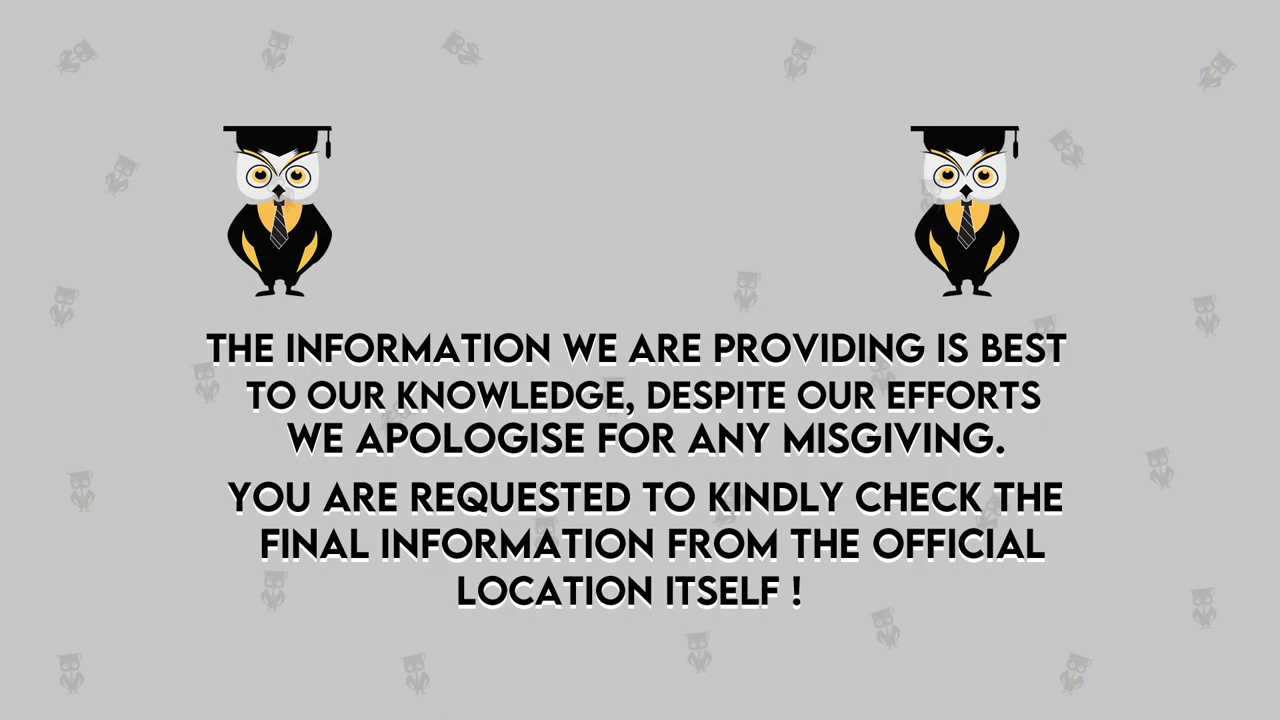 THE INFORMATION WE ARE PROVIDING IS BEST
TO OUR KNOWLEDGE, DESPITE OUR EFFORTS
WE APOLOGISE FOR ANY MISGIVING.
YOU ARE REQUESTED TO KINDLY CHECK THE
FINAL INFORMATION FROM THE OFFICIAL
LOCATION ITSELF !